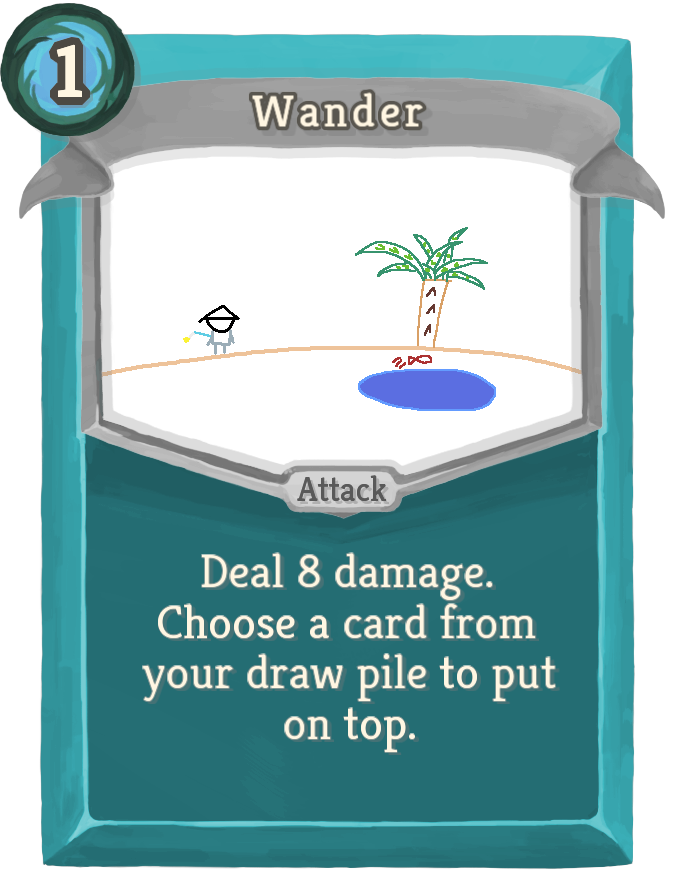 1
Wander
Attack
Deal 8 damage.
Choose a card from
your draw pile to put
on top.